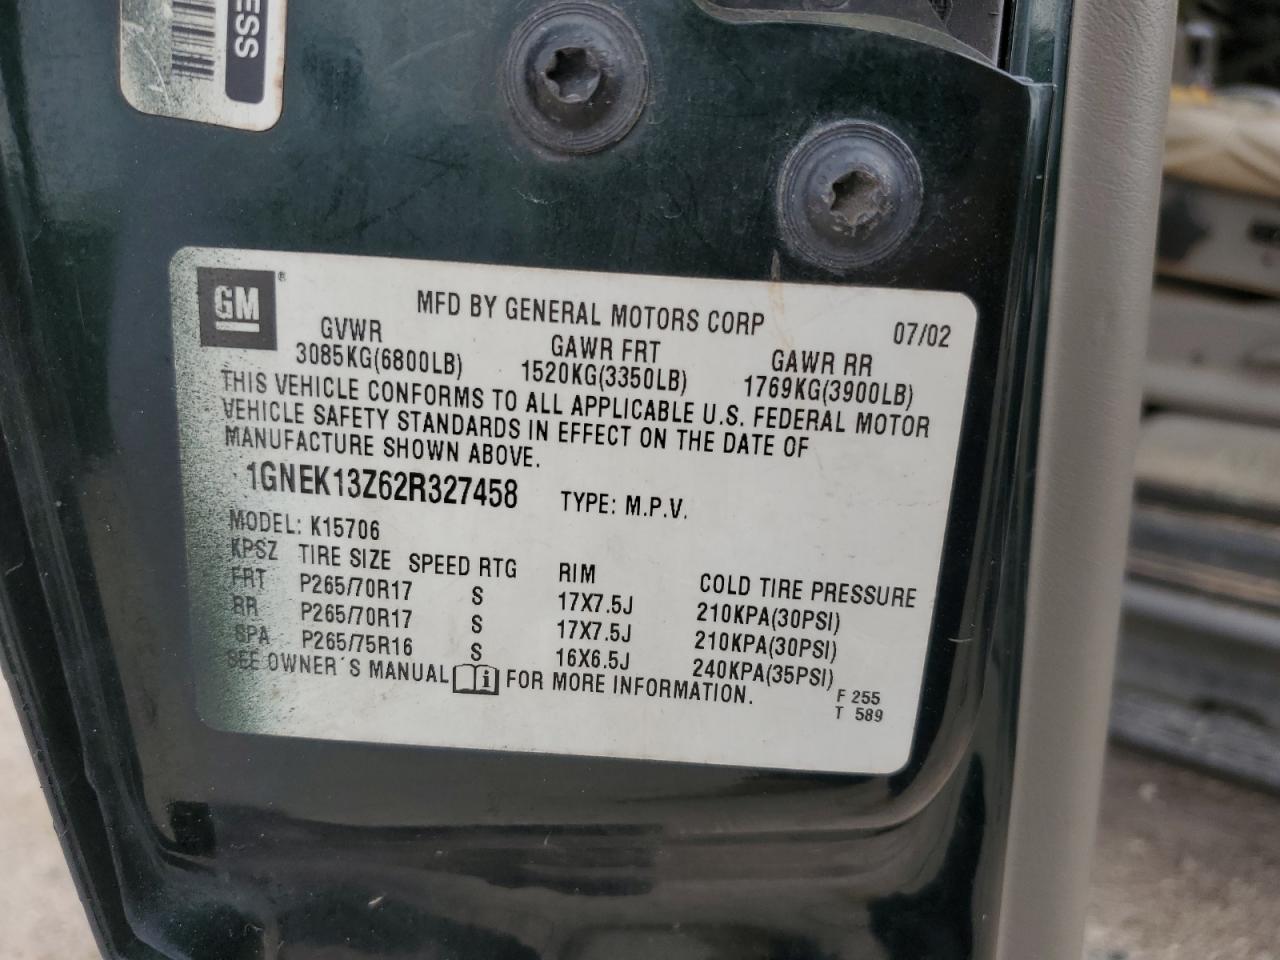 ESS
GM ®
MFD BY GENERAL MOTORS CORP 07/02
GVWR GAWR FRT GAWR RR
3085KG(6800LB) 1520KG(3350LB) 1769KG(3900LB)
THIS VEHICLE CONFORMS TO ALL APPLICABLE U.S. FEDERAL MOTOR
VEHICLE SAFETY STANDARDS IN EFFECT ON THE DATE OF
MANUFACTURE SHOWN ABOVE.
1GNEK13Z62R327458 TYPE: M.P.V.
MODEL: K15706
KPSZ TIRE SIZE SPEED RTG RIM COLD TIRE PRESSURE
FRT P265/70R17 S 17X7.5J 210KPA(30PSI)
RR P265/70R17 S 17X7.5J 210KPA(30PSI)
SPA P265/75R16 S 16X6.5J 240KPA(35PSI)
SEE OWNER´S MANUAL i FOR MORE INFORMATION.
F 255
T 589